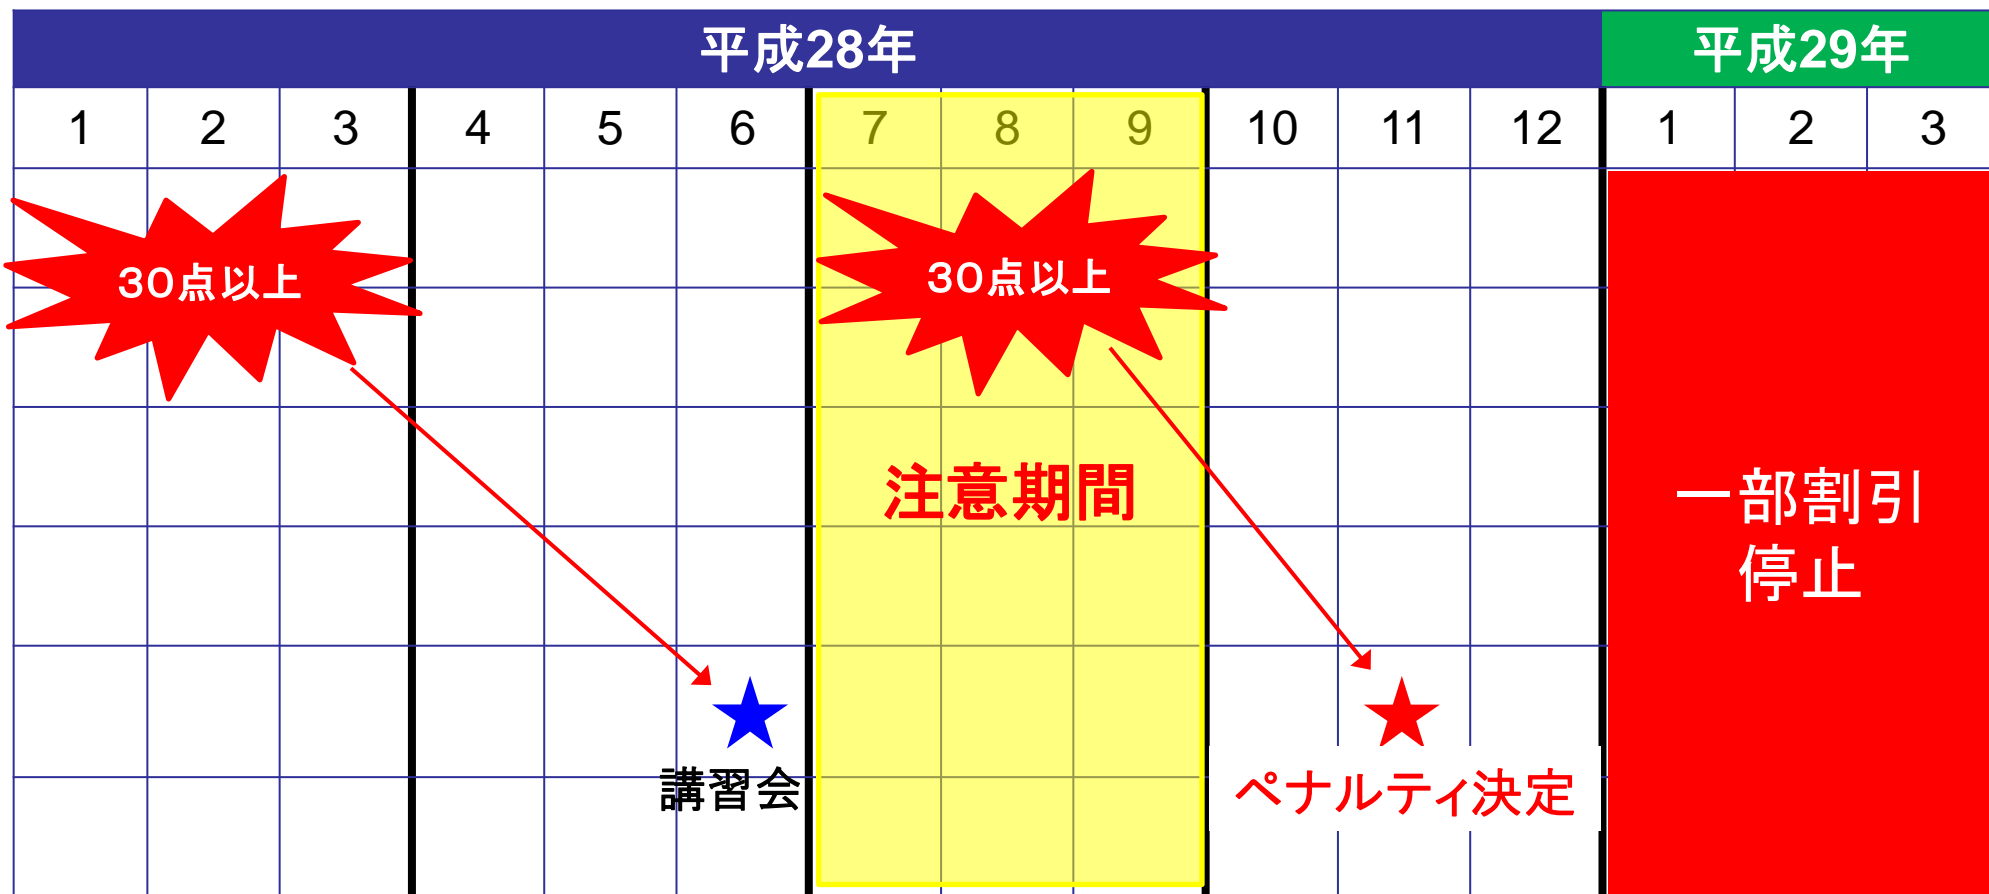 平成28年 平成29年
1 2 3 4 5 6 7 8 9 10 11 12 1 2 3
30点以上 30点以上
注意期間
一部割引
停止
講習会
ペナルティ決定